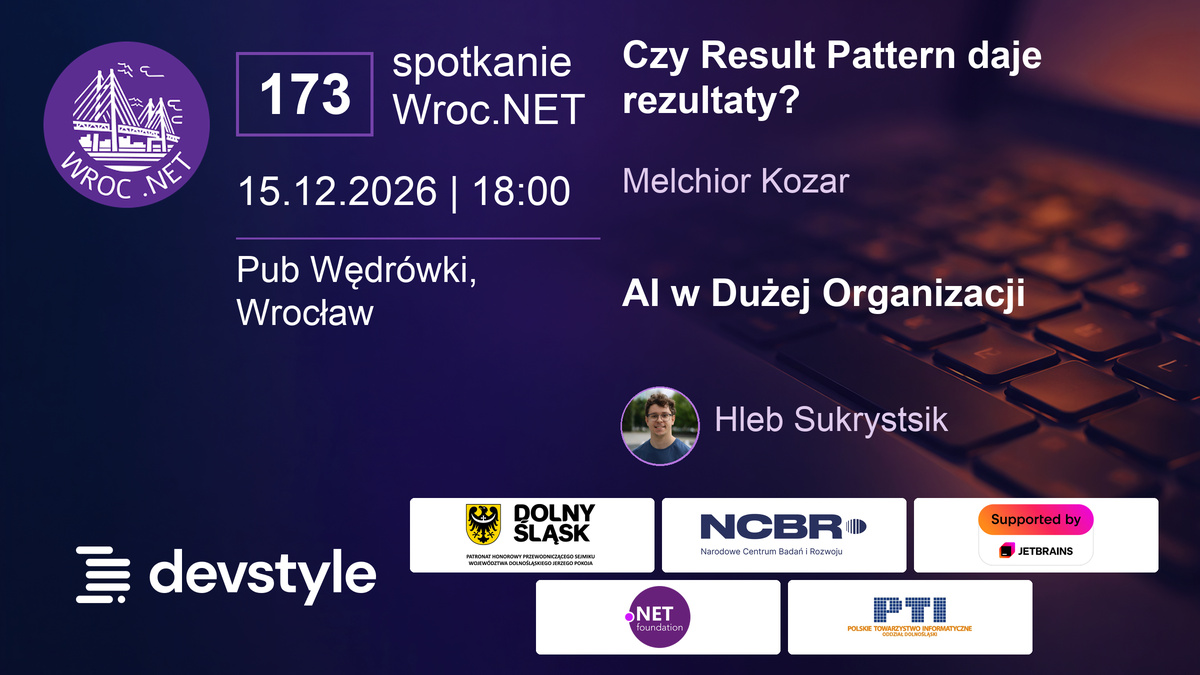 WROC .NET
173
spotkanie
Wroc.NET
15.12.2026 | 18:00
Pub Wędrówki,
Wrocław
Czy Result Pattern daje
rezultaty?
Melchior Kozar
AI w Dużej Organizacji
Hleb Sukrystsik
devstyle
DOLNY
ŚLĄSK
PATRONAT HONOROWY PRZEWODNICZĄCEGO SEJMIKU
WOJEWÓDZTWA DOLNOŚLĄSKIEGO JERZEGO POKOJA
NCBR
Narodowe Centrum Badań i Rozwoju
Supported by
JETBRAINS
.NET
foundation
PTI
POLSKIE TOWARZYSTWO INFORMATYCZNE
ODDZIAŁ DOLNOŚLĄSKI